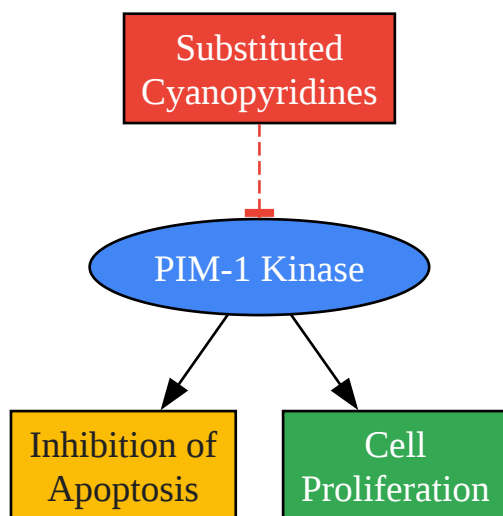 Substituted
Cyanopyridines
PIM-1 Kinase
Inhibition of
Apoptosis
Cell
Proliferation